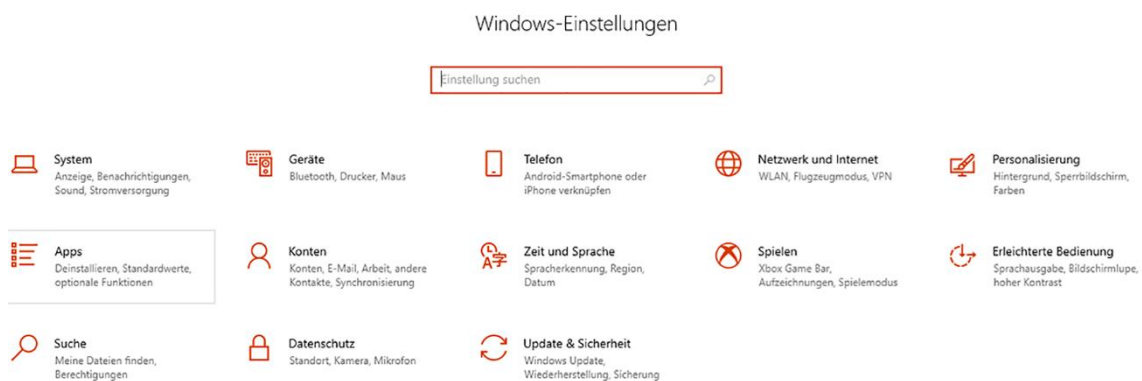 Windows-Einstellungen
Einstellung suchen
System
Anzeige, Benachrichtigungen,
Sound, Stromversorgung
Geräte
Bluetooth, Drucker, Maus
Telefon
Android-Smartphone oder
iPhone verknüpfen
Netzwerk und Internet
WLAN, Flugzeugmodus, VPN
Personalisierung
Hintergrund, Sperrbildschirm,
Farben
Apps
Deinstallieren, Standardwerte,
optionale Funktionen
Konten
Konten, E-Mail, Arbeit, andere
Kontakte, Synchronisierung
Zeit und Sprache
Spracherkennung, Region,
Datum
Spielen
Xbox Game Bar,
Aufzeichnungen, Spielemodus
Erleichterte Bedienung
Sprachausgabe, Bildschirmlupe,
hoher Kontrast
Suche
Meine Dateien finden,
Berechtigungen
Datenschutz
Standort, Kamera, Mikrofon
Update & Sicherheit
Windows Update,
Wiederherstellung, Sicherung